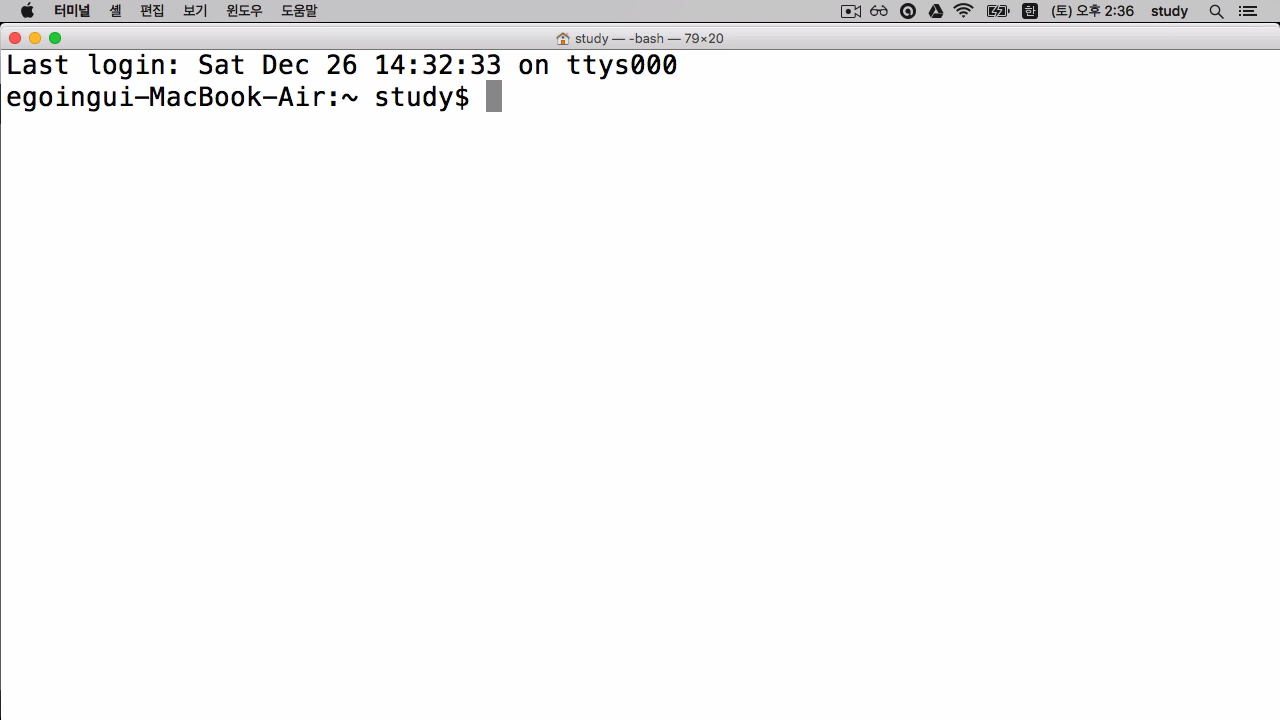 터미널 셸 편집 보기 윈도우 도움말 (토) 오후 2:36 study
study — -bash — 79×20
Last login: Sat Dec 26 14:32:33 on ttys000
egoingui-MacBook-Air:~ study$